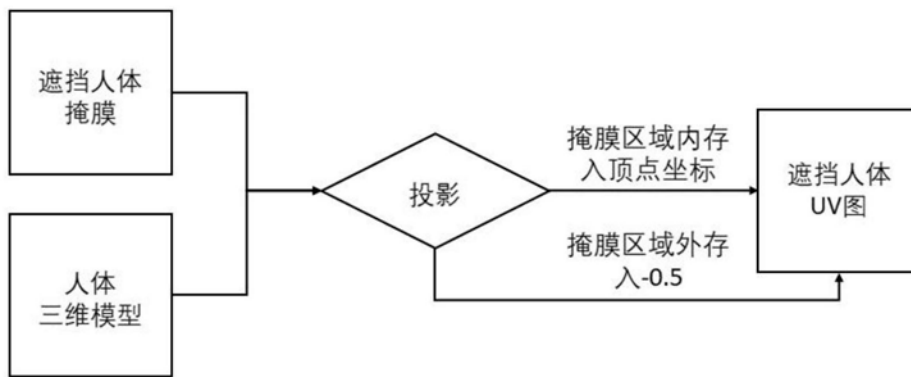 遮挡人体
掩膜
人体
三维模型
投影
掩膜区域内存
入顶点坐标
掩膜区域外存
入-0.5
遮挡人体
UV图